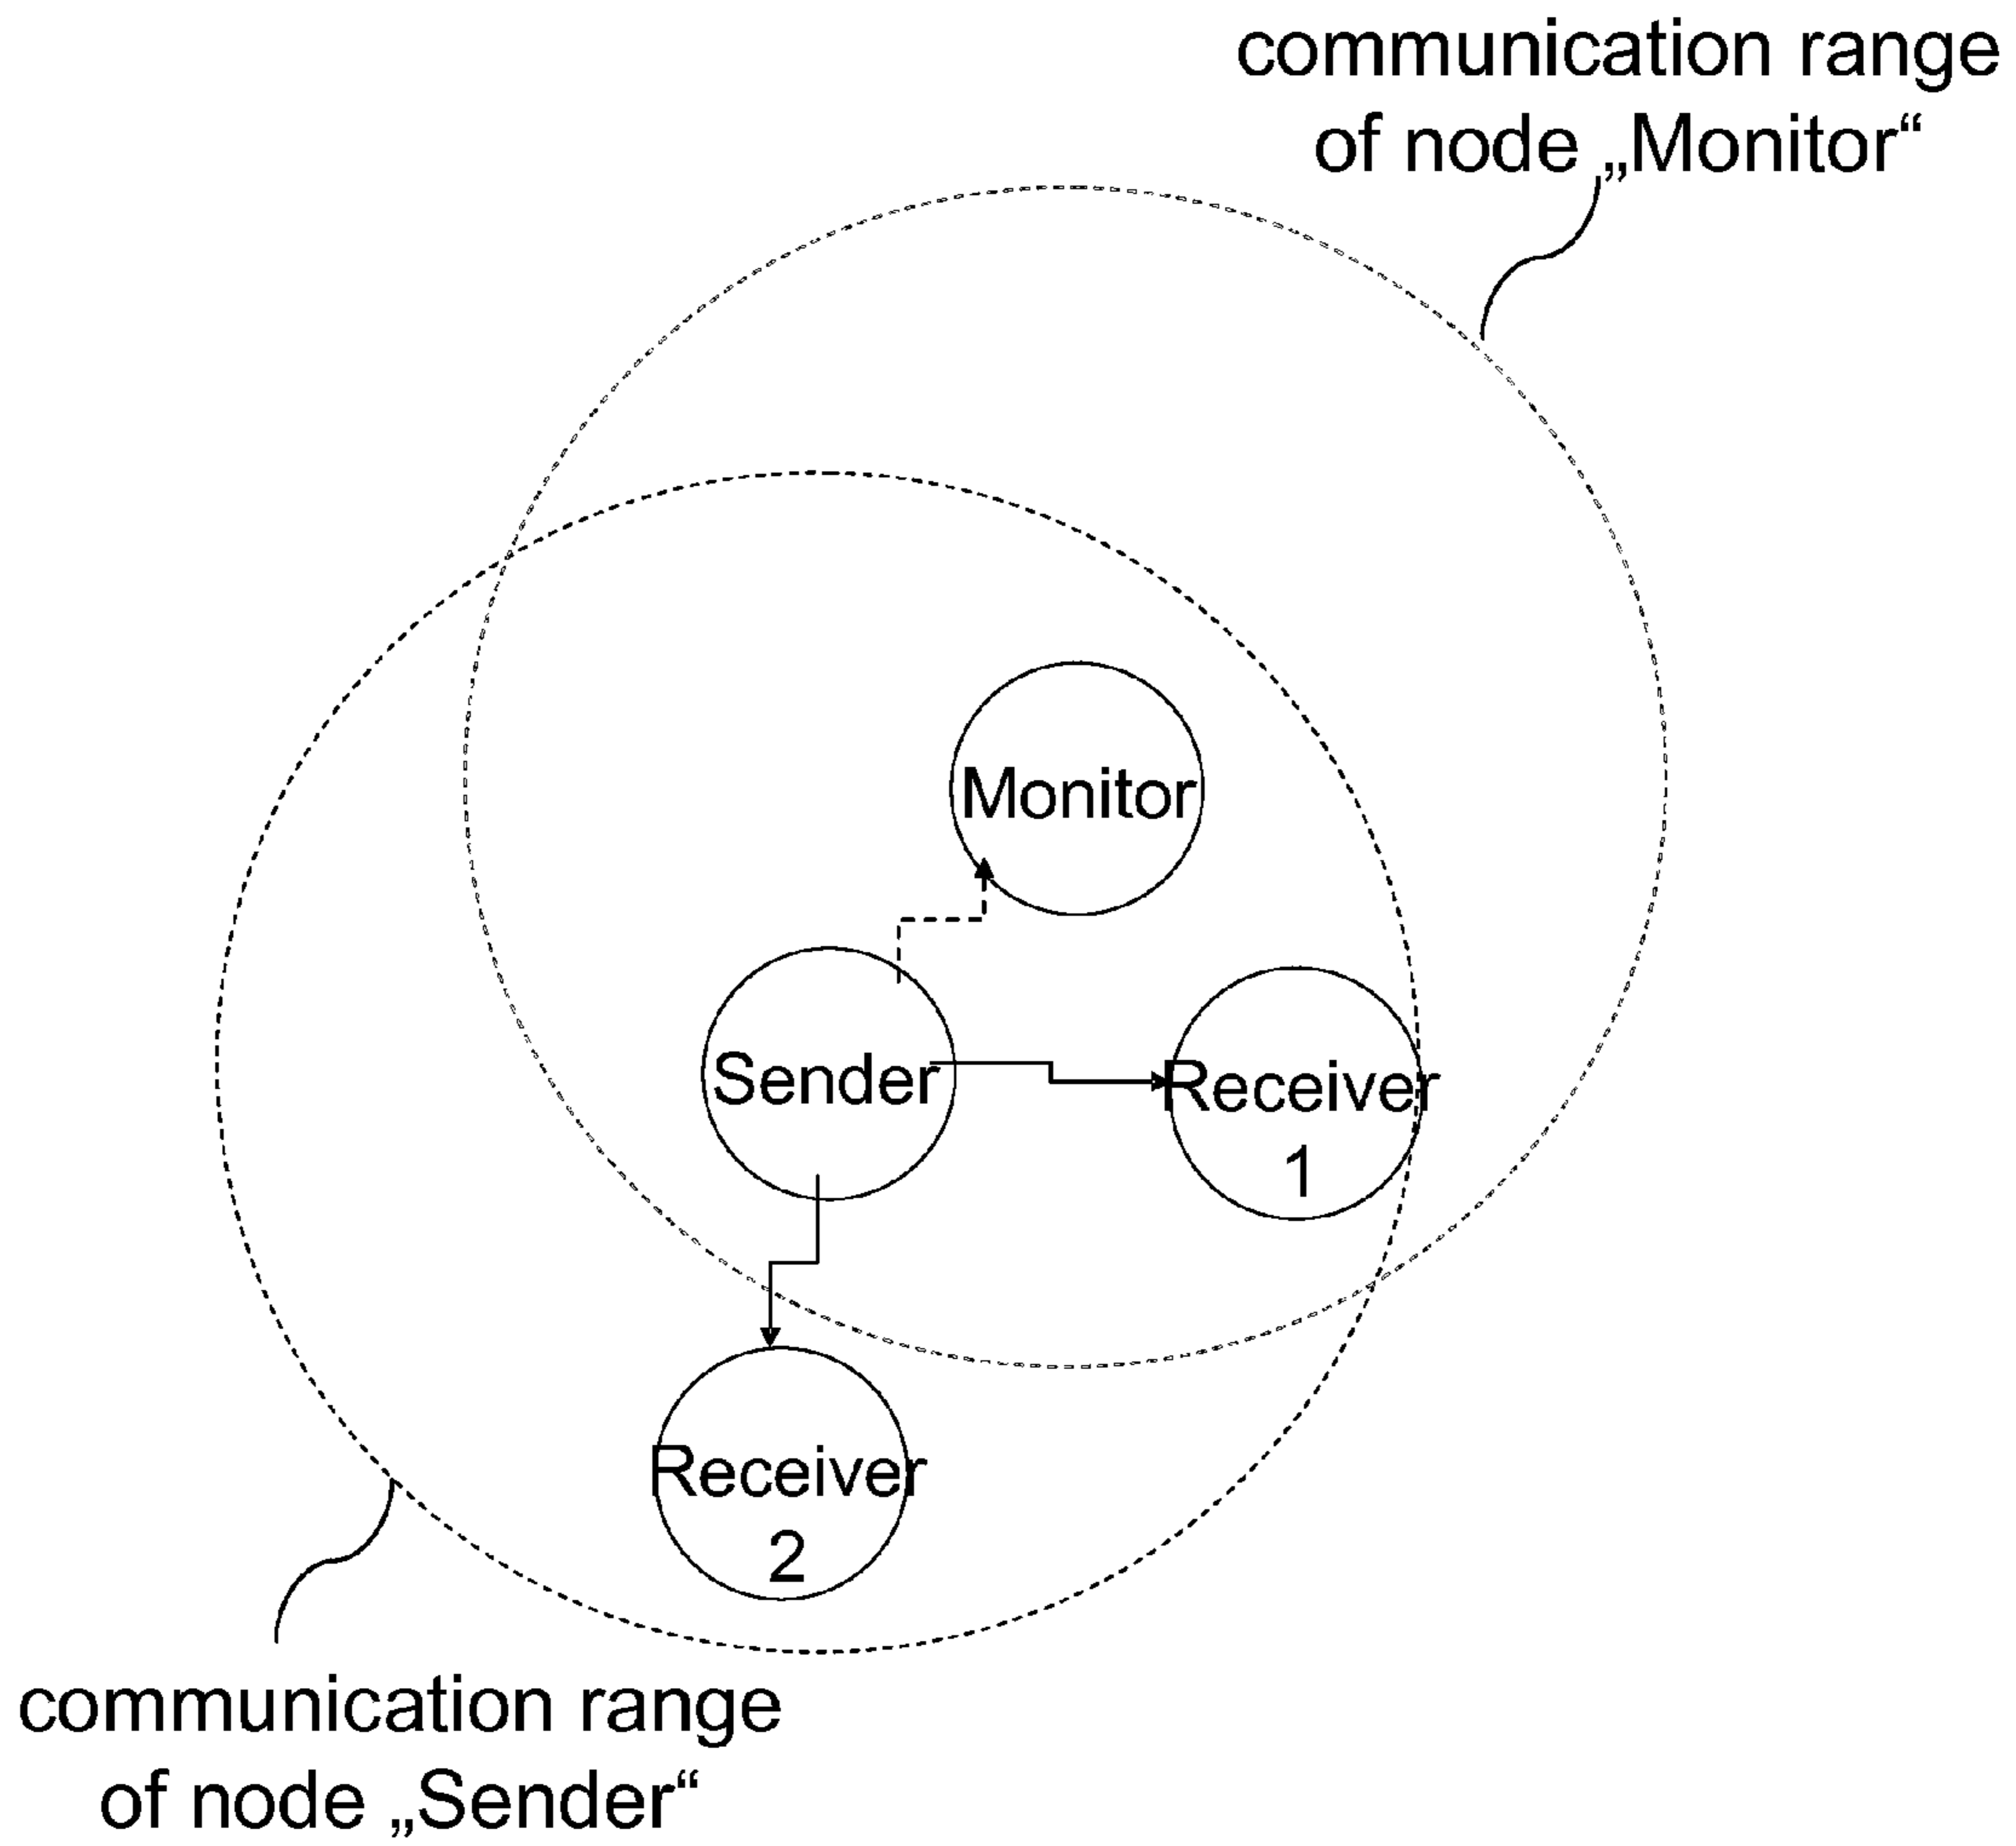 communication range
of node „Monitor“
Monitor
Sender
Receiver
1
Receiver
2
communication range
of node „Sender“